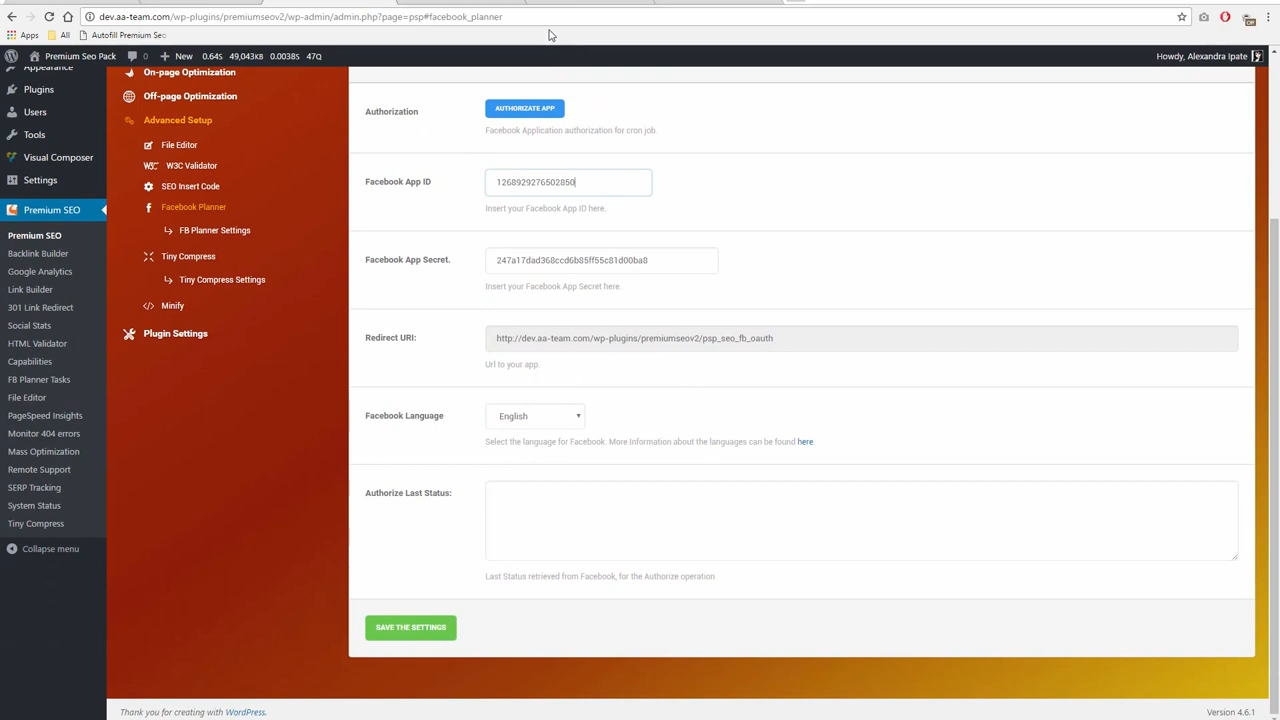 dev.aa-team.com/wp-plugins/premiumseov2/wp-admin/admin.php?page=psp#facebook_planner
Apps All Autofill Premium Seo
Premium Seo Pack 0 + New 0.64S 49,043KB 0.0038S 47Q Howdy, Alexandra Ipate
Appearance
Plugins
Users
Tools
Visual Composer
Settings
Premium SEO
Premium SEO
Backlink Builder
Google Analytics
Link Builder
301 Link Redirect
Social Stats
HTML Validator
Capabilities
FB Planner Tasks
File Editor
PageSpeed Insights
Monitor 404 errors
Mass Optimization
Remote Support
SERP Tracking
System Status
Tiny Compress
Collapse menu
On-page Optimization
Off-page Optimization
Advanced Setup
File Editor
W3C Validator
SEO Insert Code
Facebook Planner
FB Planner Settings
Tiny Compress
Tiny Compress Settings
Minify
Plugin Settings
Authorization AUTHORIZATE APP
Facebook Application authorization for cron job.
Facebook App ID 1268929276502850
Insert your Facebook App ID here.
Facebook App Secret. 247a17dad368ccd6b85ff55c81d00ba8
Insert your Facebook App Secret here.
Redirect URI: http://dev.aa-team.com/wp-plugins/premiumseov2/psp_seo_fb_oauth
Url to your app.
Facebook Language English
Select the language for Facebook. More Information about the languages can be found here.
Authorize Last Status:
Last Status retrieved from Facebook, for the Authorize operation
SAVE THE SETTINGS
Thank you for creating with WordPress. Version 4.6.1